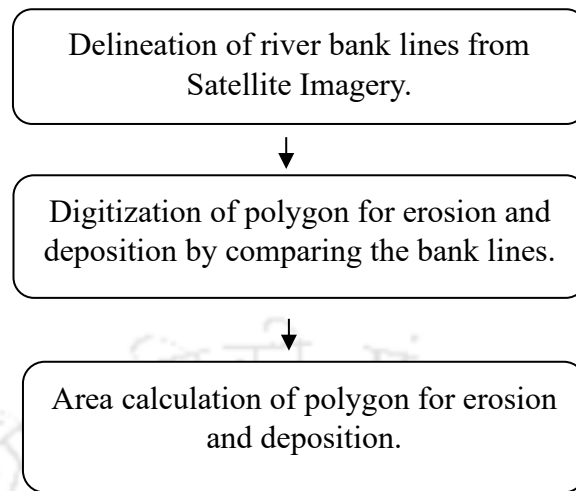 Delineation of river bank lines from
Satellite Imagery.
Digitization of polygon for erosion and
deposition by comparing the bank lines.
Area calculation of polygon for erosion
and deposition.